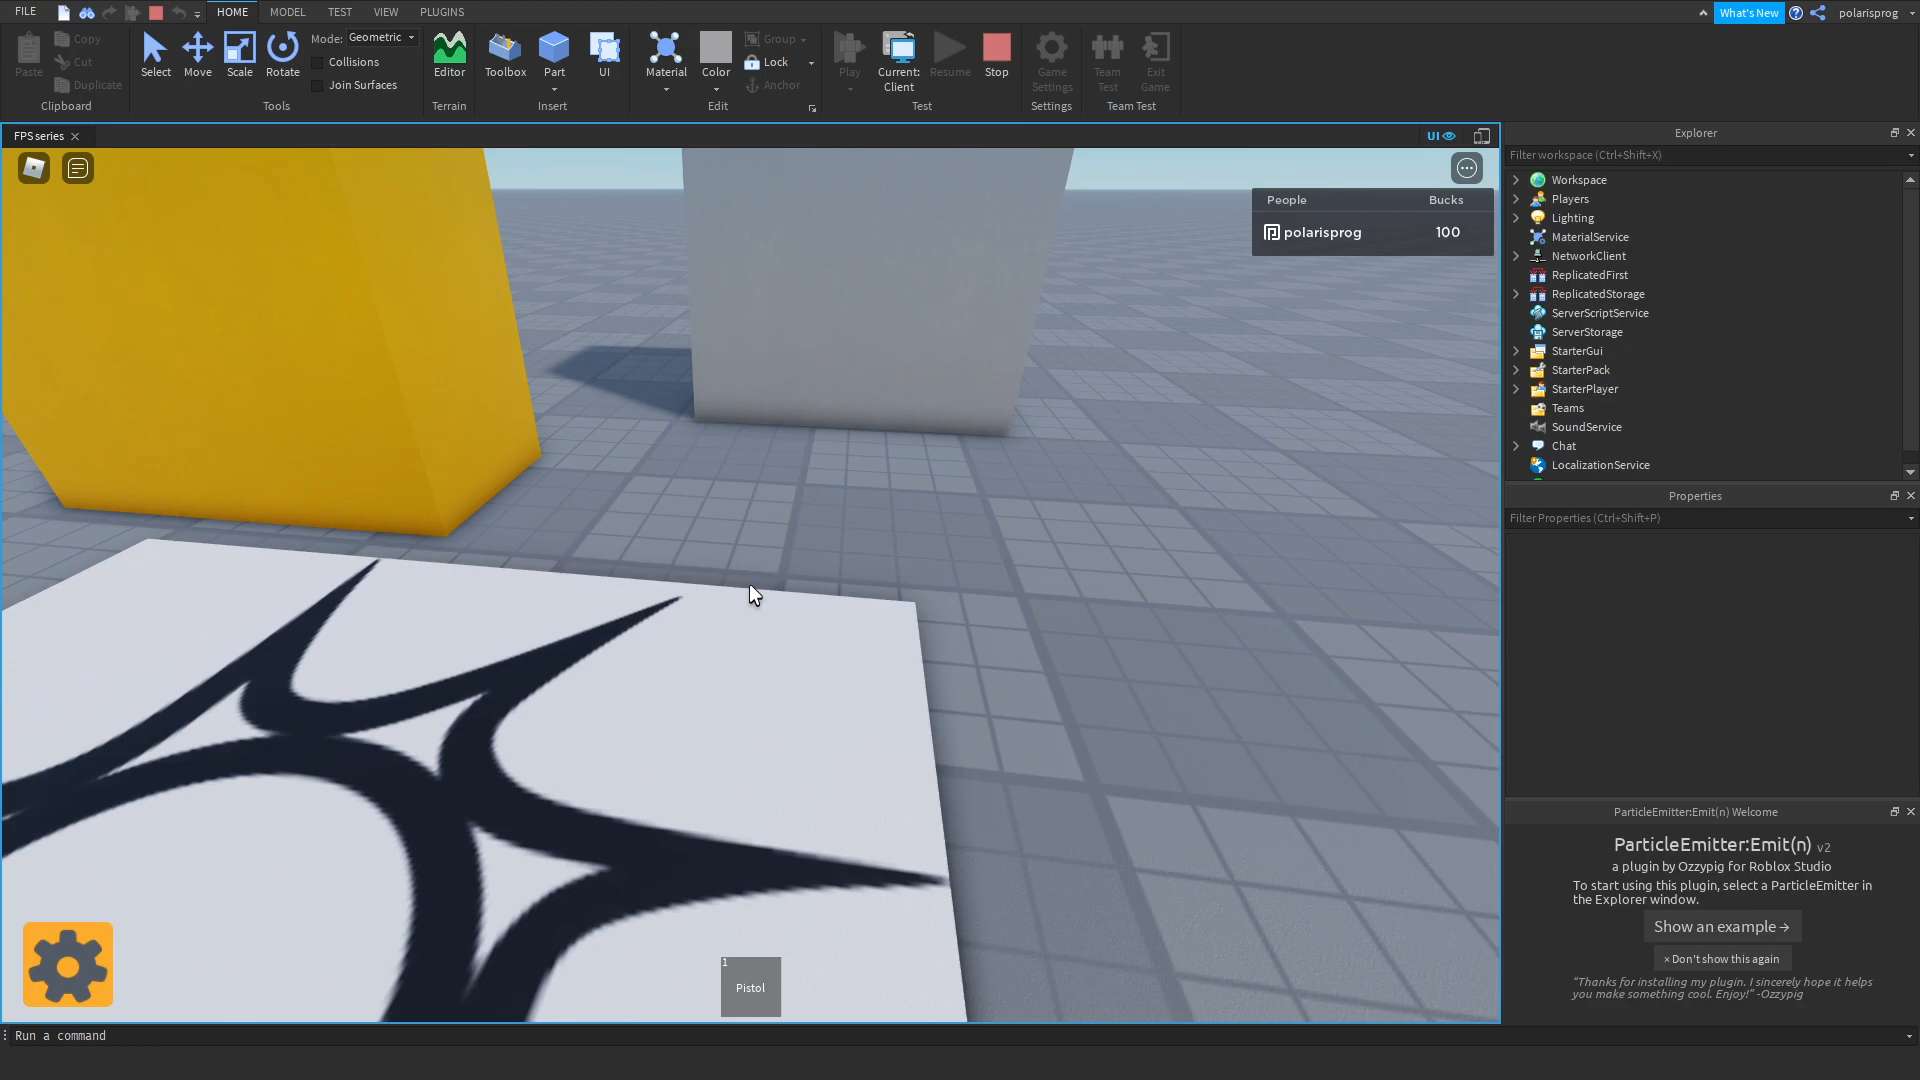 FILE
HOME
MODEL
TEST
VIEW
PLUGINS
What's New
polarisprog
Paste
Copy
Cut
Duplicate
Clipboard
Select
Move
Scale
Rotate
Mode:
Geometric
Collisions
Join Surfaces
Tools
Editor
Terrain
Toolbox
Part
UI
Insert
Material
Color
Group
Lock
Anchor
Edit
Play
Current:
Client
Resume
Stop
Test
Game
Settings
Settings
Team
Test
Exit
Game
Team Test
FPS series
UI
People Bucks
polarisprog 100
1
Pistol
Explorer
Filter workspace (Ctrl+Shift+X)
Workspace
Players
Lighting
MaterialService
NetworkClient
ReplicatedFirst
ReplicatedStorage
ServerScriptService
ServerStorage
StarterGui
StarterPack
StarterPlayer
Teams
SoundService
Chat
LocalizationService
Properties
Filter Properties (Ctrl+Shift+P)
ParticleEmitter:Emit(n) Welcome
ParticleEmitter:Emit(n) v2
a plugin by Ozzypig for Roblox Studio
To start using this plugin, select a ParticleEmitter in
the Explorer window.
Show an example →
× Don't show this again
"Thanks for installing my plugin. I sincerely hope it helps
you make something cool. Enjoy!" -Ozzypig
Run a command